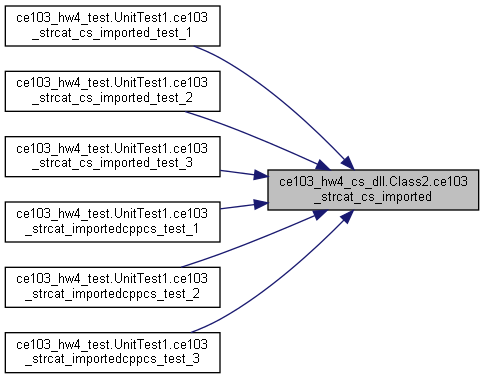 ce103_hw4_test.UnitTest1.ce103
_strcat_cs_imported_test_1
ce103_hw4_test.UnitTest1.ce103
_strcat_cs_imported_test_2
ce103_hw4_test.UnitTest1.ce103
_strcat_cs_imported_test_3
ce103_hw4_cs_dll.Class2.ce103
_strcat_cs_imported
ce103_hw4_test.UnitTest1.ce103
_strcat_importedcppcs_test_1
ce103_hw4_test.UnitTest1.ce103
_strcat_importedcppcs_test_2
ce103_hw4_test.UnitTest1.ce103
_strcat_importedcppcs_test_3